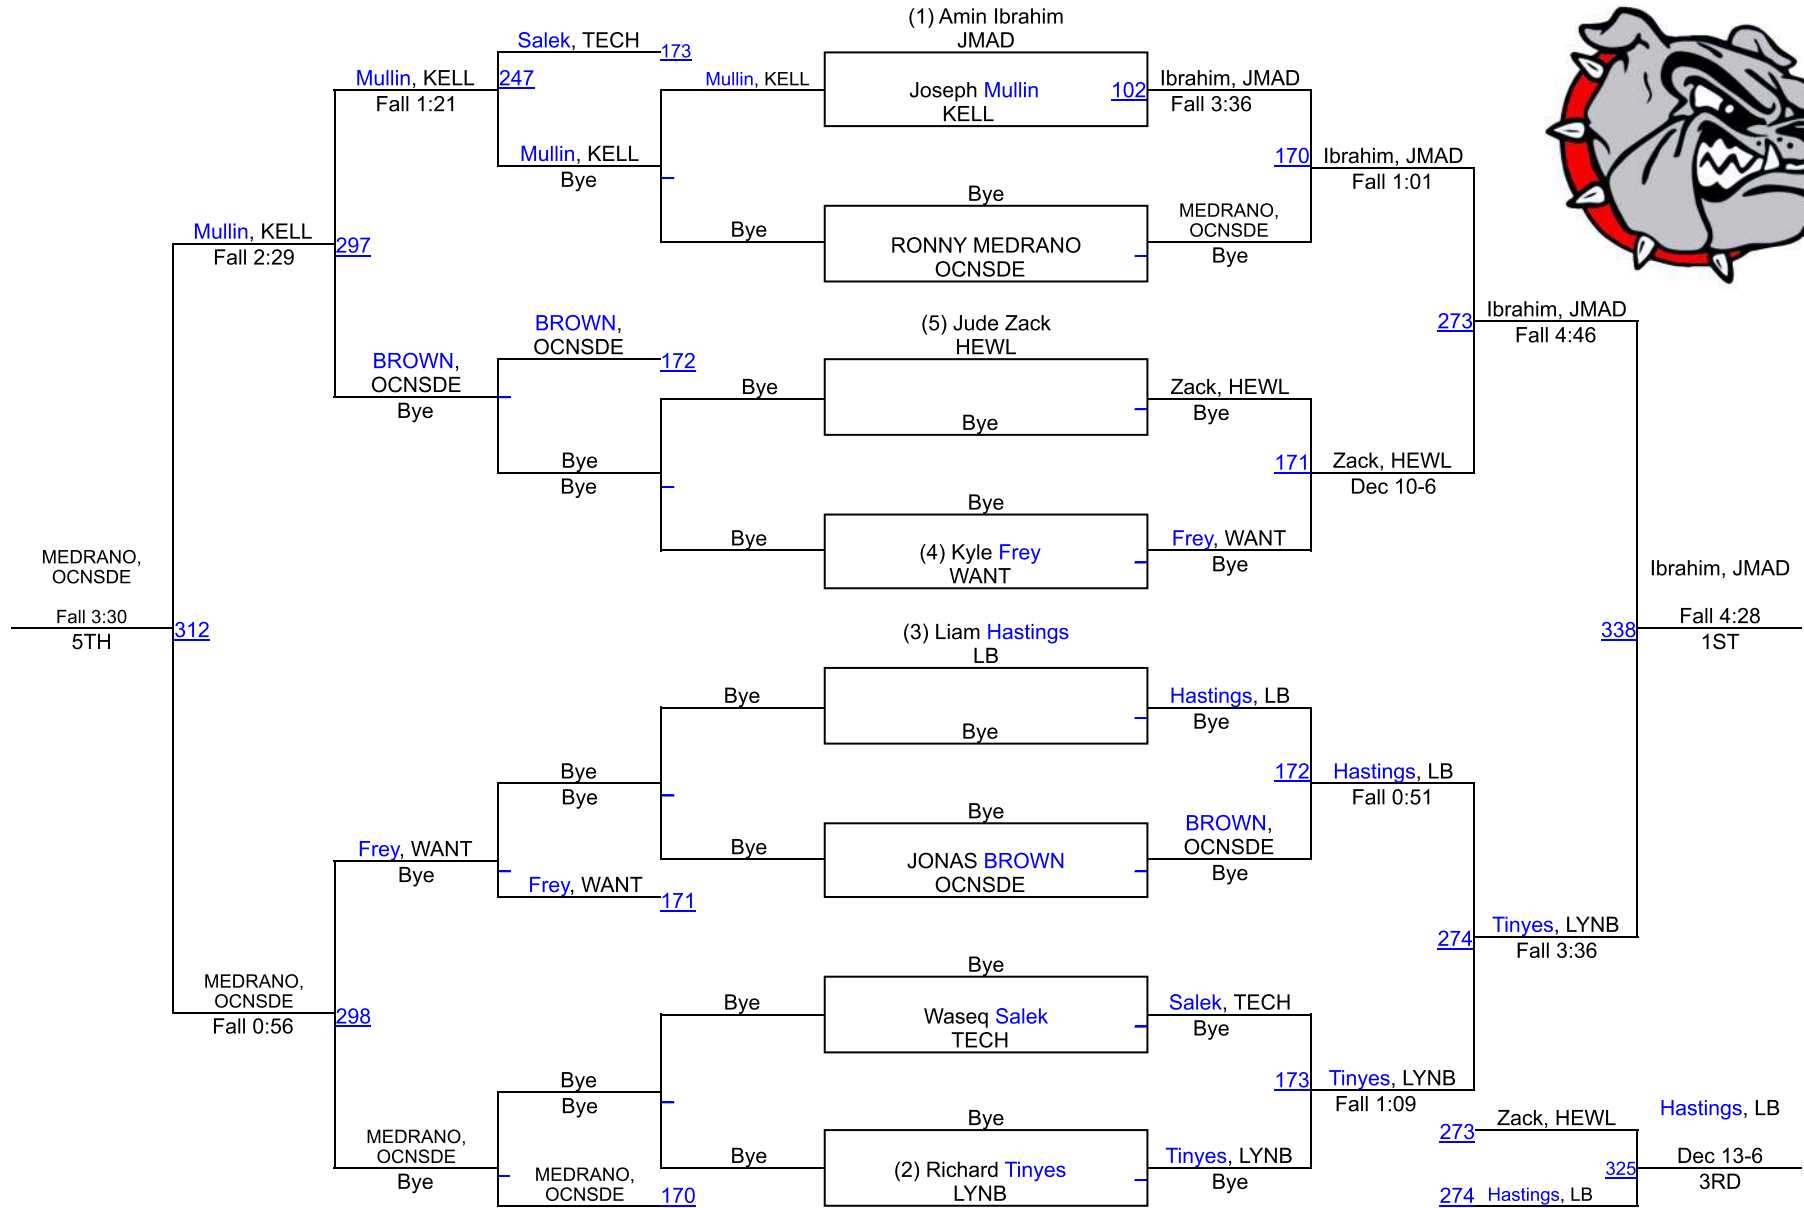 (1) Amin Ibrahim
JMAD
Salek, TECH
173
Mullin, KELL
247
Mullin, KELL
Joseph Mullin
102
Ibrahim, JMAD
Fall 1:21
KELL
Fall 3:36
Mullin, KELL
170
Ibrahim, JMAD
Bye
Fall 1:01
Bye
Mullin, KELL
Bye
MEDRANO,
OCNSDE
297
RONNY MEDRANO
Fall 2:29
OCNSDE
Bye
BROWN,
OCNSDE
(5) Jude Zack
HEWL
Ibrahim, JMAD
273
Fall 4:46
BROWN,
OCNSDE
172
Bye
Bye
Zack, HEWL
Bye
Bye
Bye
Bye
171
Zack, HEWL
Bye
Dec 10-6
Bye
Bye
(4) Kyle Frey
WANT
Frey, WANT
Bye
MEDRANO,
OCNSDE
Ibrahim, JMAD
Fall 3:30
312
5TH
338
Fall 4:28
1ST
(3) Liam Hastings
LB
Bye
Bye
Hastings, LB
Bye
Bye
Bye
172
Hastings, LB
Fall 0:51
Bye
BROWN,
OCNSDE
Frey, WANT
Bye
Bye
JONAS BROWN
OCNSDE
Bye
Frey, WANT
171
Tinyes, LYNB
274
Fall 3:36
Bye
MEDRANO,
OCNSDE
298
Fall 0:56
Bye
Waseq Salek
TECH
Salek, TECH
Bye
Bye
Bye
173
Tinyes, LYNB
Fall 1:09
Bye
Zack, HEWL
273
Hastings, LB
MEDRANO,
OCNSDE
Bye
Bye
(2) Richard Tinyes
LYNB
Tinyes, LYNB
Bye
325
Dec 13-6
3RD
MEDRANO,
OCNSDE
170
274
Hastings, LB